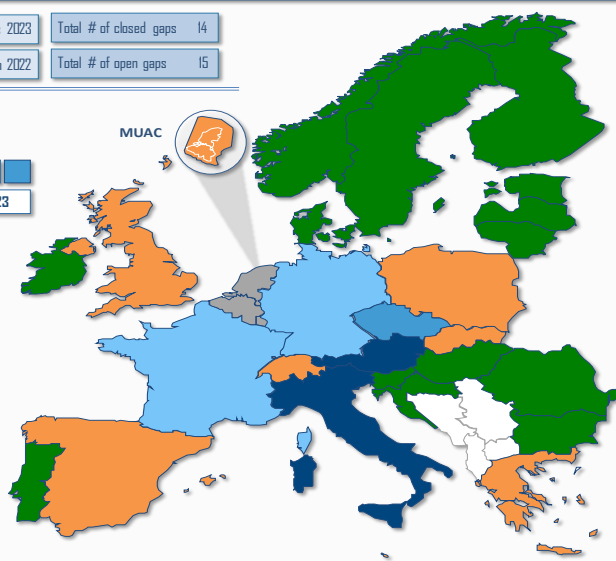 2023
Total # of closed gaps 14
2022
Total # of open gaps 15
MUAC
23